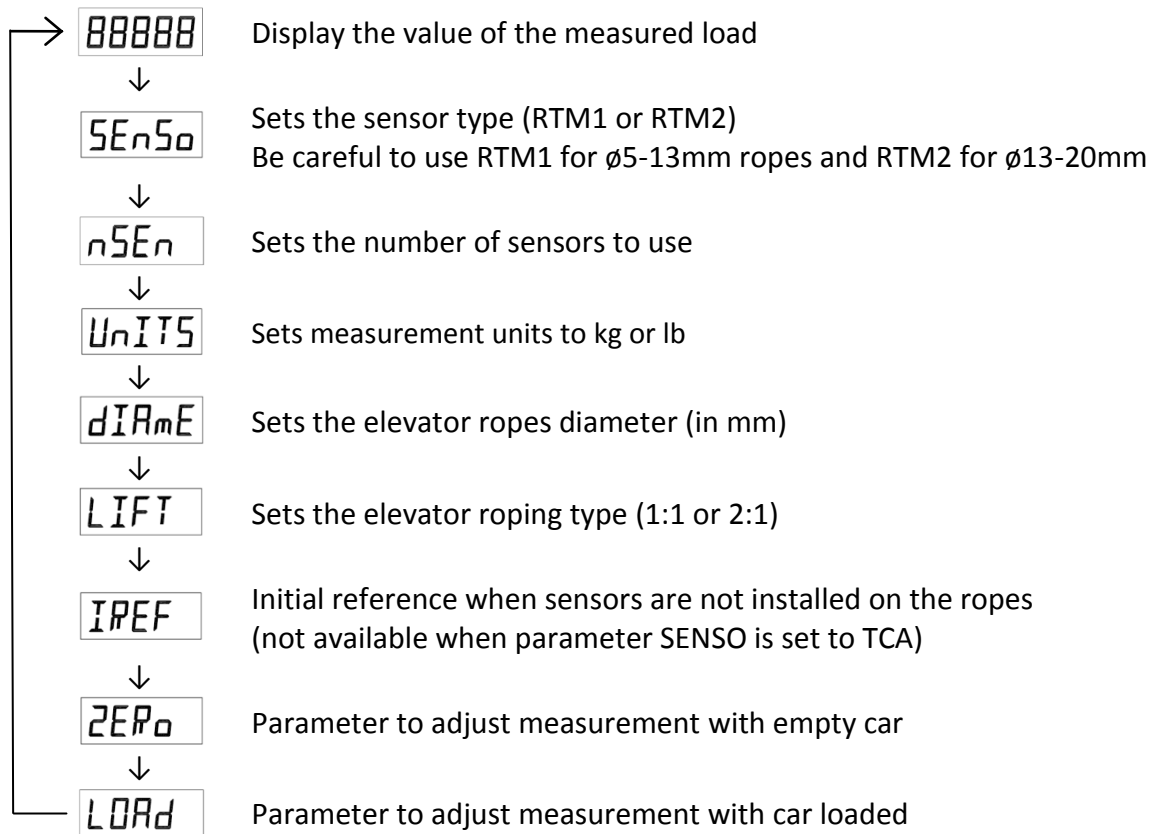 88888 Display the value of the measured load
SEnSo Sets the sensor type (RTM1 or RTM2)
Be careful to use RTM1 for ø5-13mm ropes and RTM2 for ø13-20mm
nSEn Sets the number of sensors to use
UnITS Sets measurement units to kg or lb
dIAmE Sets the elevator ropes diameter (in mm)
LIFT Sets the elevator roping type (1:1 or 2:1)
IREF Initial reference when sensors are not installed on the ropes
(not available when parameter SENSO is set to TCA)
ZERo Parameter to adjust measurement with empty car
LOAd Parameter to adjust measurement with car loaded